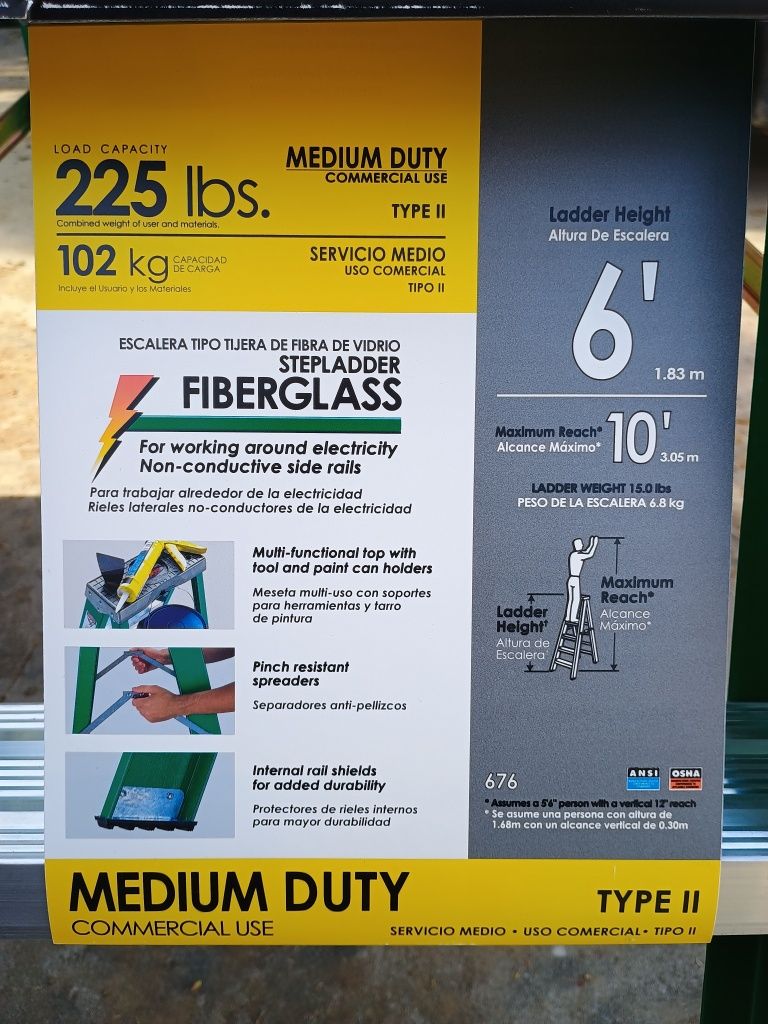 LOAD CAPACITY
225 lbs.
Combined weight of user and materials.
MEDIUM DUTY
COMMERCIAL USE
TYPE II
102 kg
CAPACIDAD
DE CARGA
Incluye el Usuario y los Materiales
SERVICIO MEDIO
USO COMERCIAL
TIPO II
ESCALERA TIPO TIJERA DE FIBRA DE VIDRIO
STEPLADDER
FIBERGLASS
For working around electricity
Non-conductive side rails
Para trabajar alrededor de la electricidad
Rieles laterales no-conductores de la electricidad
Multi-functional top with
tool and paint can holders
Meseta multi-uso con soportes
para herramientas y tarro
de pintura
Pinch resistant
spreaders
Separadores anti-pellizcos
Internal rail shields
for added durability
Protectores de rieles internos
para mayor durabilidad
Ladder Height
Altura De Escalera
6'
1.83 m
Maximum Reach*
Alcance Máximo*
10'
3.05 m
LADDER WEIGHT 15.0 lbs
PESO DE LA ESCALERA 6.8 kg
Maximum
Reach*
Alcance
Máximo*
Ladder
Height†
Altura de
Escalera
676
ANSI
OSHA
* Assumes a 5'6" person with a vertical 12" reach
* Se asume una persona con altura de
1.68m con un alcance vertical de 0.30m
MEDIUM DUTY
COMMERCIAL USE
TYPE II
SERVICIO MEDIO • USO COMERCIAL • TIPO II